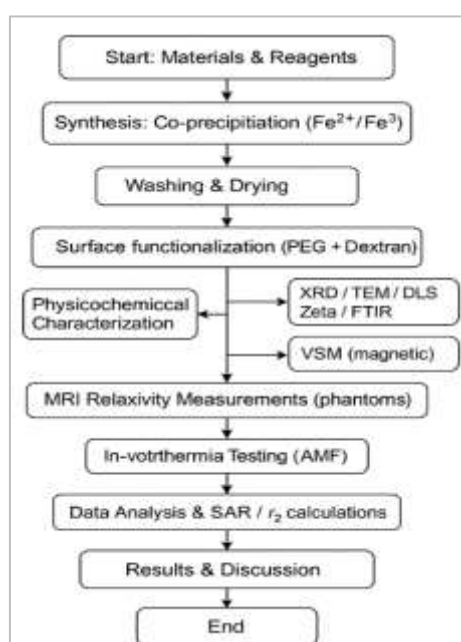 Start: Materials & Reagents
Synthesis: Co-precipitiation (Fe²⁺/Fe³)
Washing & Drying
Surface functionalization (PEG + Dextran)
Physicochemiccal
Characterization
XRD / TEM / DLS
Zeta / FTIR
VSM (magnetic)
MRI Relaxivity Measurements (phantoms)
In-votrthermia Testing (AMF)
Data Analysis & SAR / r₂ calculations
Results & Discussion
End